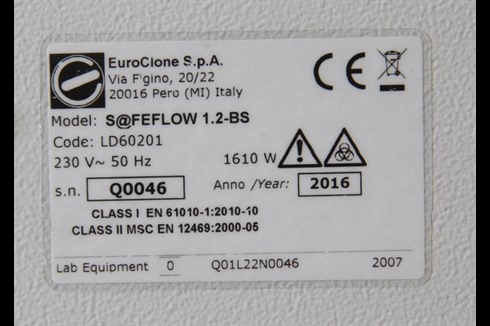 EuroClone S.p.A.
Via Figino, 20/22
20016 Pero (MI) Italy
Model: S@FEFLOW 1.2-BS
Code: LD60201
230 V~ 50 Hz 1610 W
s.n. Q0046 Anno /Year: 2016
CLASS I EN 61010-1:2010-10
CLASS II MSC EN 12469:2000-05
Lab Equipment 0 Q01L22N0046 2007